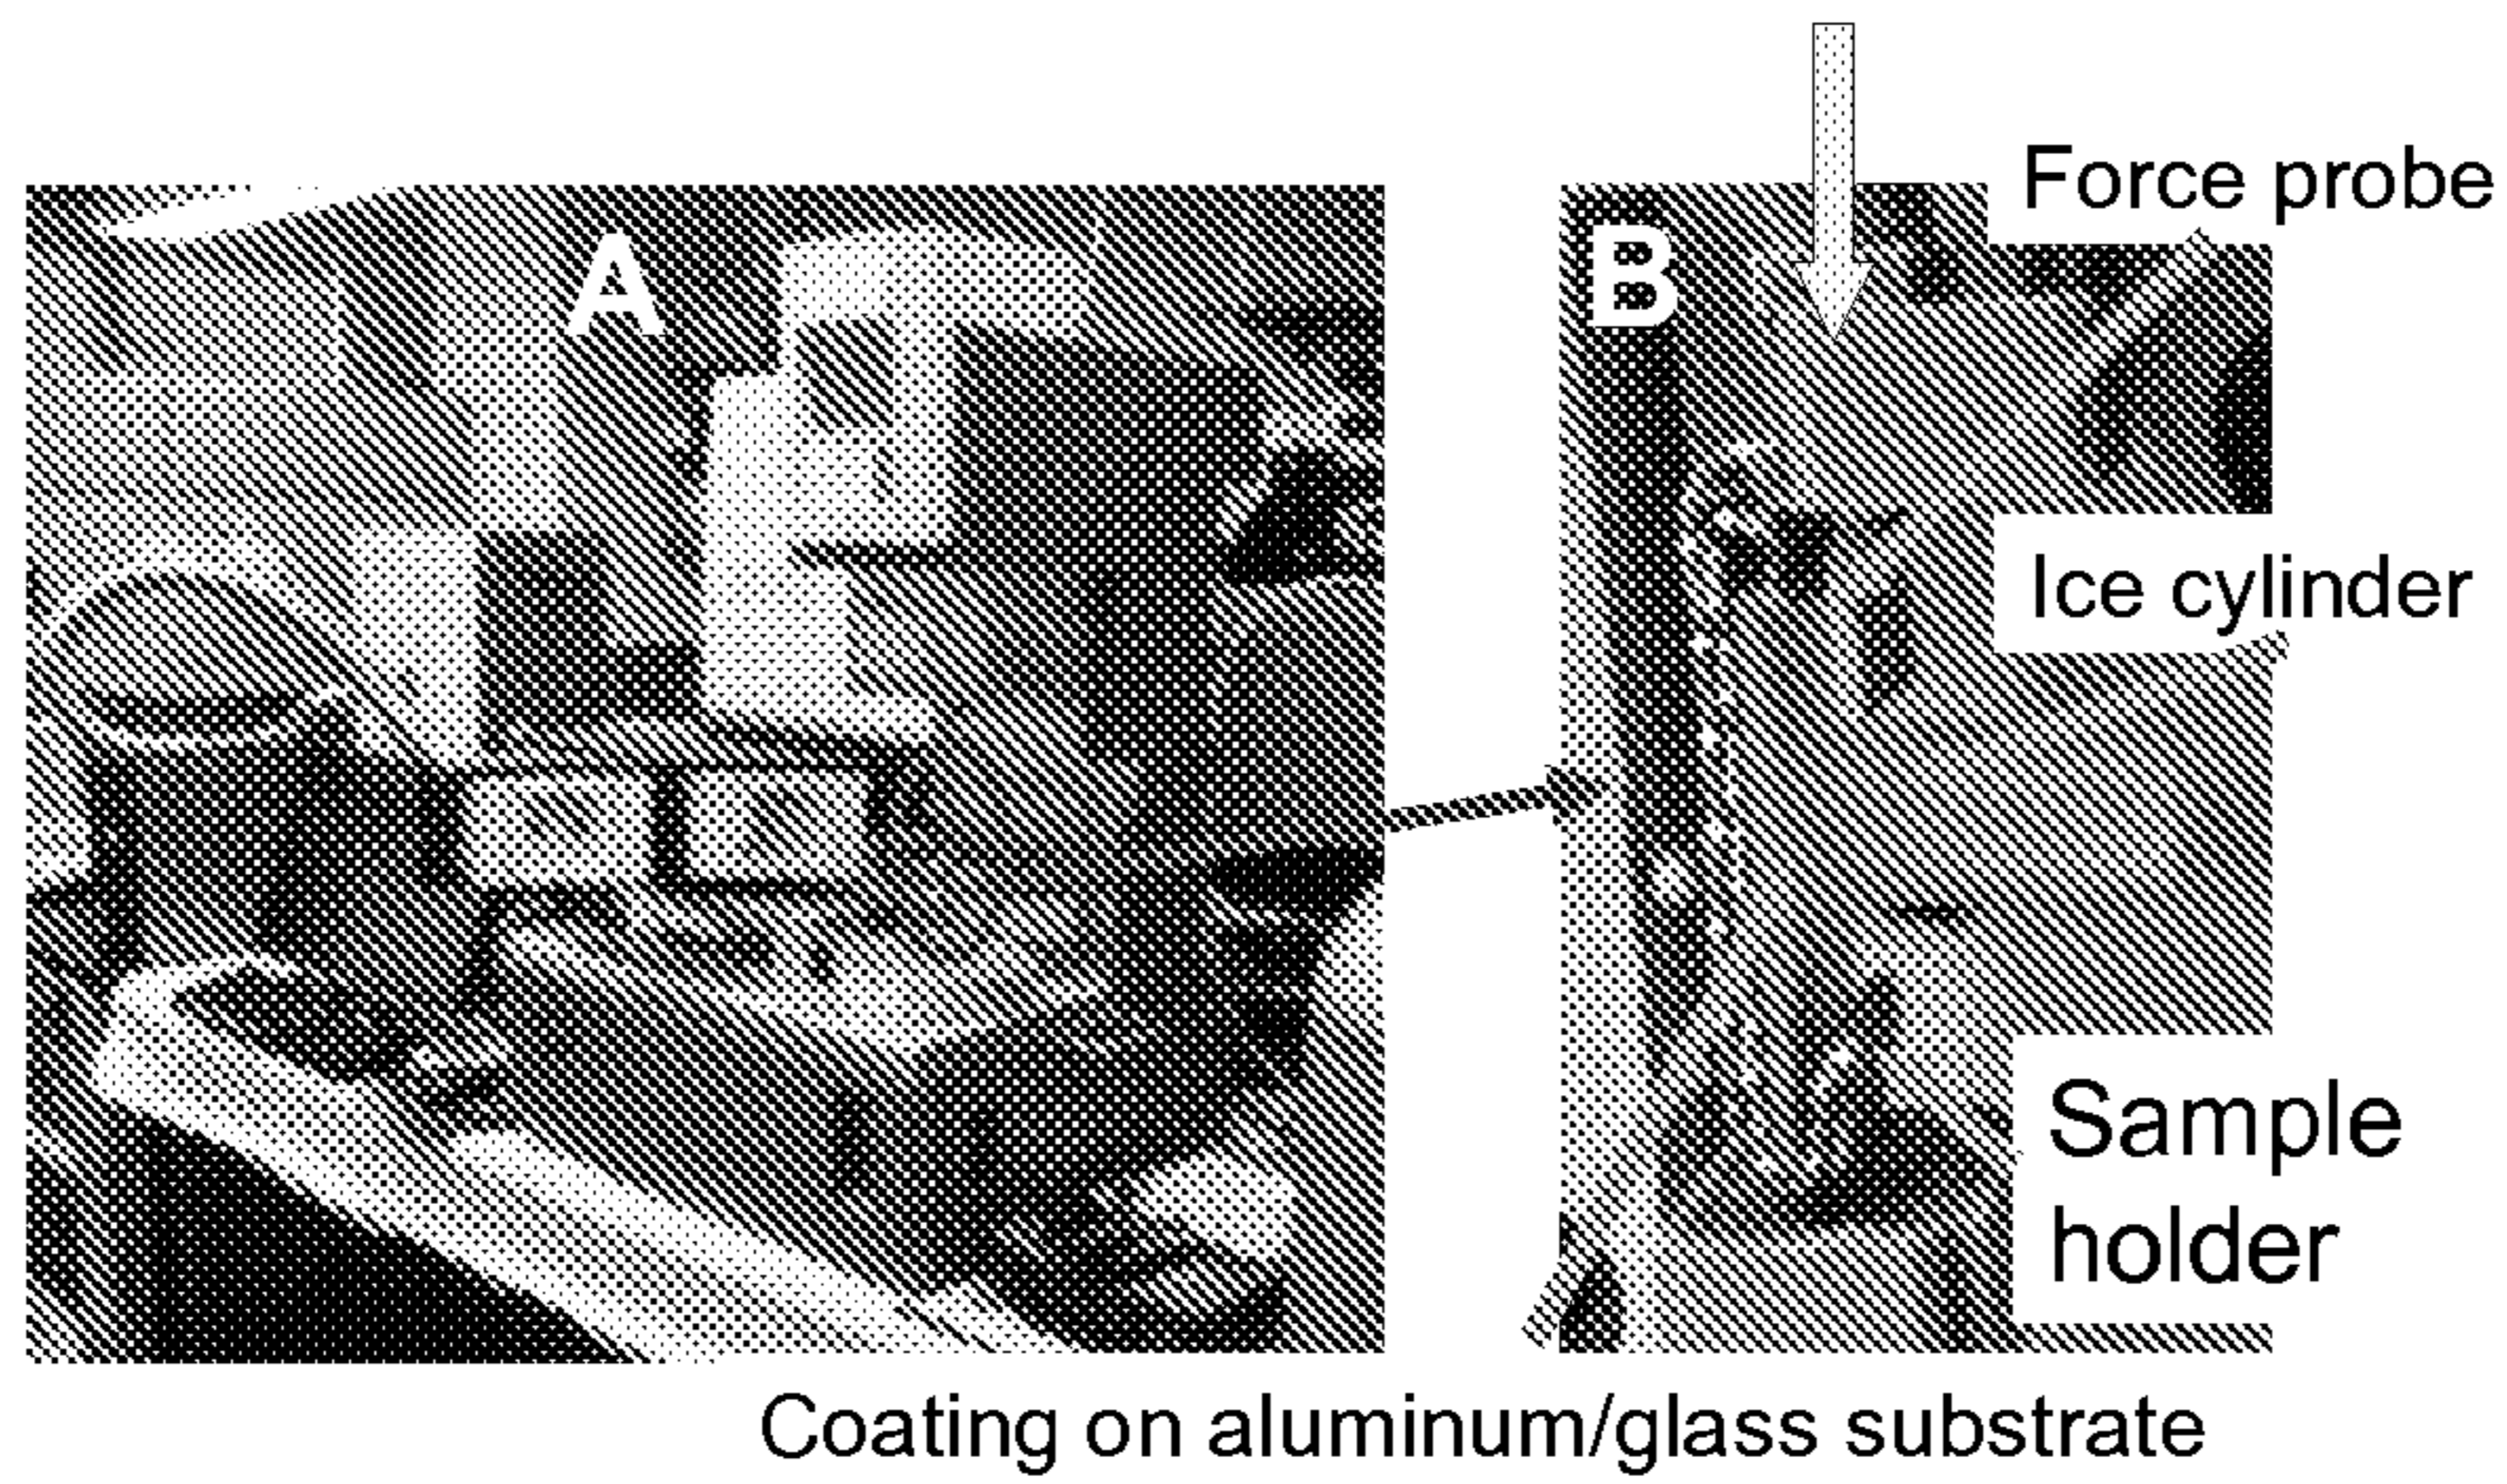 A
B
Force probe
Ice cylinder
Sample
holder
Coating on aluminum/glass substrate